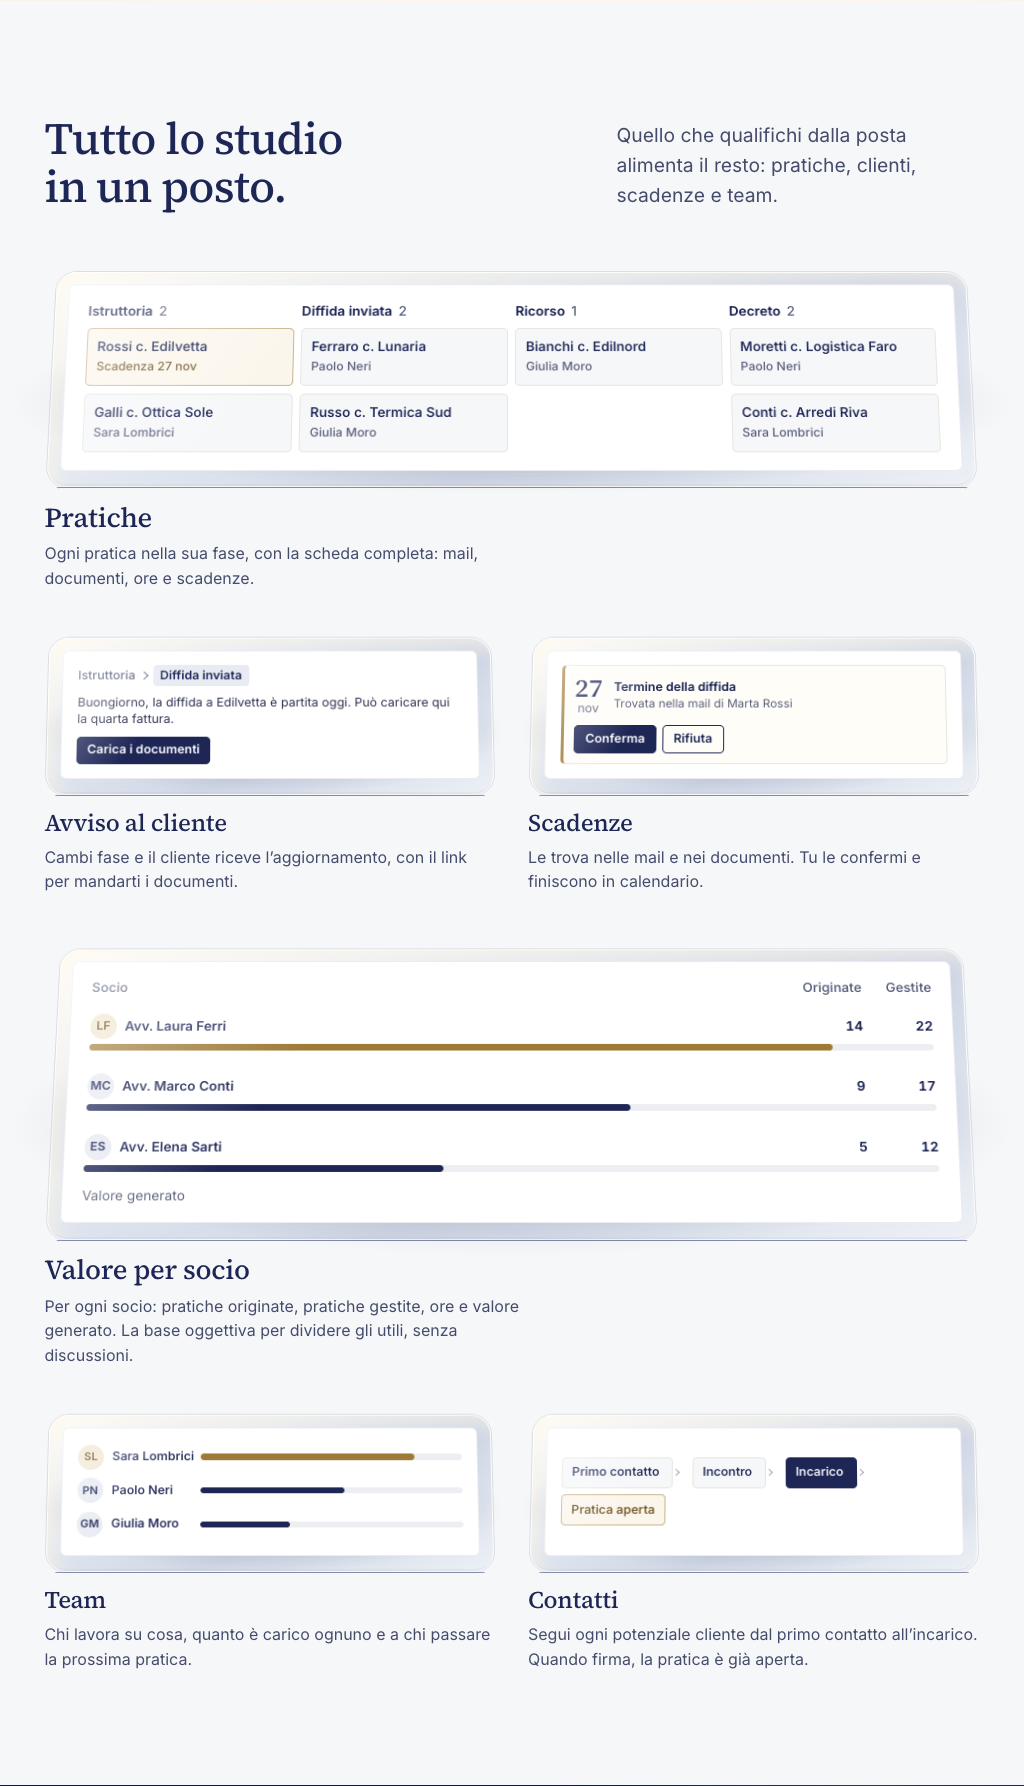 Tutto lo studio
in un posto.
Quello che qualifichi dalla posta
alimenta il resto: pratiche, clienti,
scadenze e team.
Istruttoria 2
Rossi c. Edilvetta
Scadenza 27 nov
Galli c. Ottica Sole
Sara Lombrici
Diffida inviata 2
Ferraro c. Lunaria
Paolo Neri
Russo c. Termica Sud
Giulia Moro
Ricorso 1
Bianchi c. Edilnord
Giulia Moro
Decreto 2
Moretti c. Logistica Faro
Paolo Neri
Conti c. Arredi Riva
Sara Lombrici
Pratiche
Ogni pratica nella sua fase, con la scheda completa: mail,
documenti, ore e scadenze.
Istruttoria > Diffida inviata
Buongiorno, la diffida a Edilvetta è partita oggi. Può caricare qui
la quarta fattura.
Carica i documenti
Avviso al cliente
Cambi fase e il cliente riceve l’aggiornamento, con il link
per mandarti i documenti.
27
nov
Termine della diffida
Trovata nella mail di Marta Rossi
Conferma Rifiuta
Scadenze
Le trova nelle mail e nei documenti. Tu le confermi e
finiscono in calendario.
Socio Originate Gestite
LF Avv. Laura Ferri 14 22
MC Avv. Marco Conti 9 17
ES Avv. Elena Sarti 5 12
Valore generato
Valore per socio
Per ogni socio: pratiche originate, pratiche gestite, ore e valore
generato. La base oggettiva per dividere gli utili, senza
discussioni.
SL Sara Lombrici
PN Paolo Neri
GM Giulia Moro
Team
Chi lavora su cosa, quanto è carico ognuno e a chi passare
la prossima pratica.
Primo contatto > Incontro > Incarico >
Pratica aperta
Contatti
Segui ogni potenziale cliente dal primo contatto all’incarico.
Quando firma, la pratica è già aperta.